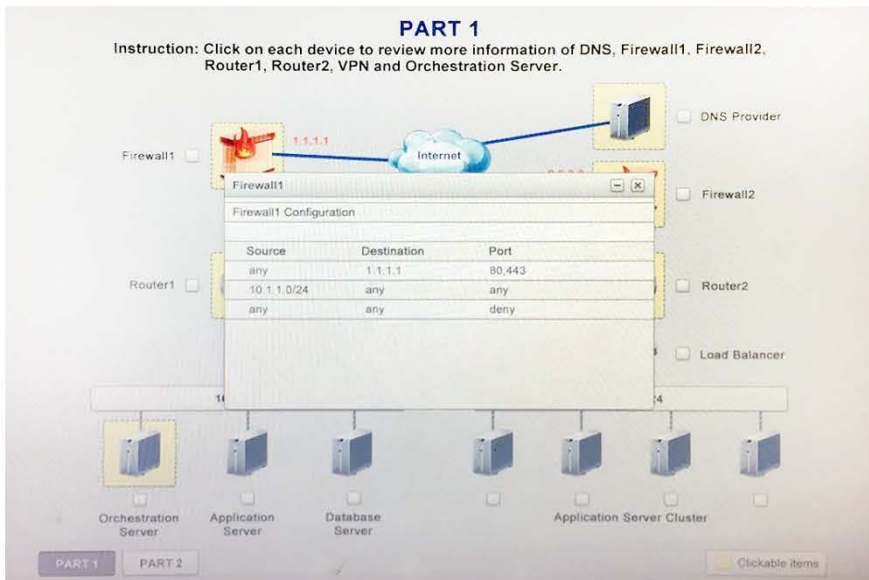 PART 1
Instruction: Click on each device to review more information of DNS, Firewall1, Firewall2,
Router1, Router2, VPN and Orchestration Server.
DNS Provider
1.1.1.1
Firewall1
Internet
Firewall2
Firewall1
Firewall1 Configuration
Source Destination Port
any 1.1.1.1 80,443
10.1.1.0/24 any any
any any deny
Router1
Router2
Load Balancer
Orchestration
Server
Application
Server
Database
Server
Application Server Cluster
PART 1
PART 2
Clickable items